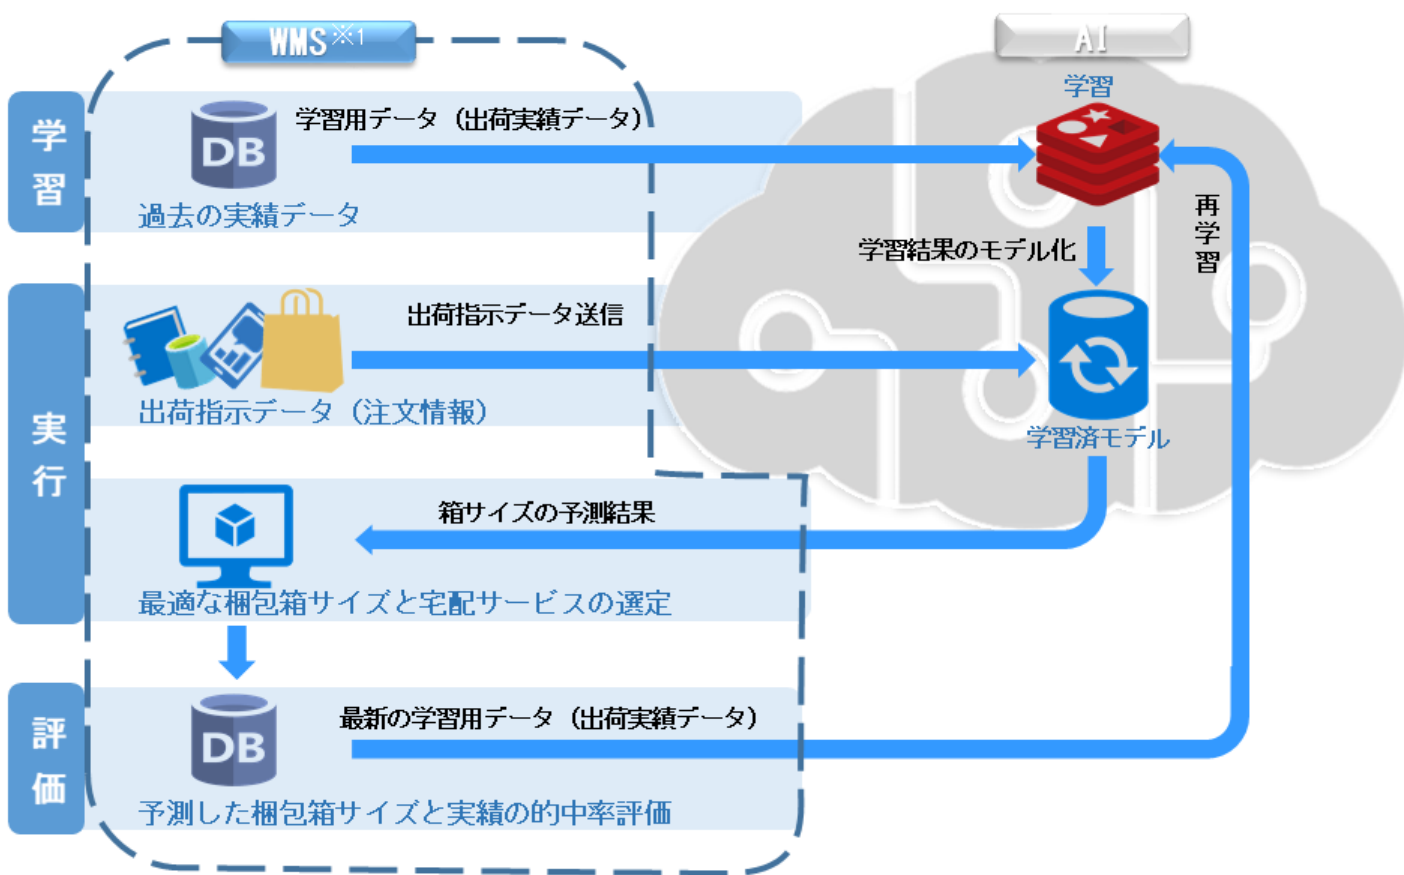 WMS※1
AI
学習
学習
学習用データ（出荷実績データ）
DB
過去の実績データ
再学習
学習結果のモデル化
実行
出荷指示データ送信
出荷指示データ（注文情報）
学習済モデル
箱サイズの予測結果
最適な梱包箱サイズと宅配サービスの選定
評価
最新の学習用データ（出荷実績データ）
DB
予測した梱包箱サイズと実績の的中率評価